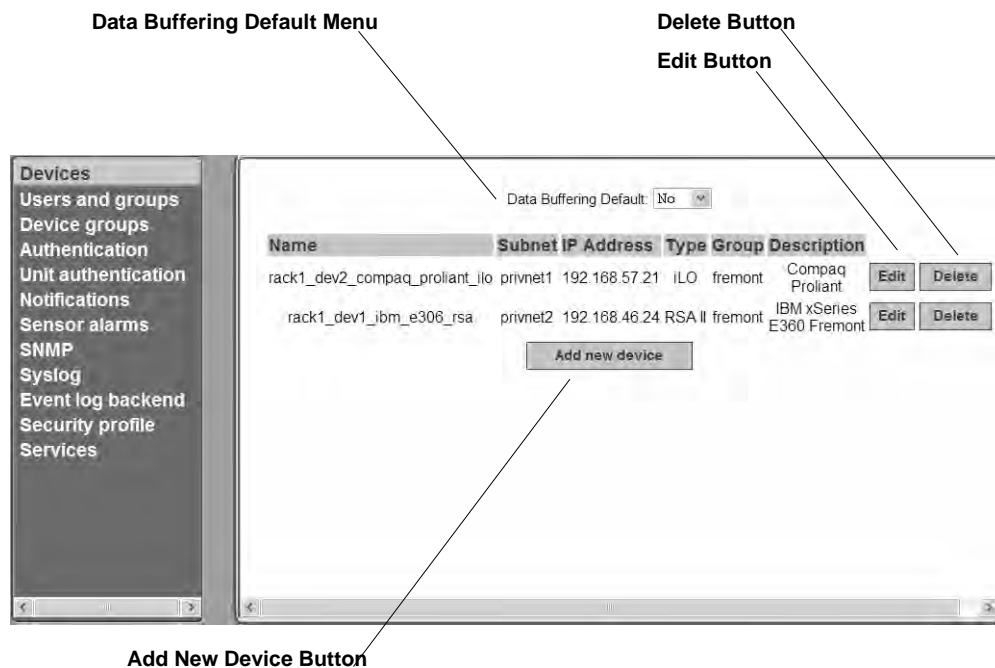 Data Buffering Default Menu
Delete Button
Edit Button
Devices
Users and groups
Device groups
Authentication
Unit authentication
Notifications
Sensor alarms
SNMP
Syslog
Event log backend
Security profile
Services
Data Buffering Default: No
Name Subnet IP Address Type Group Description
rack1_dev2_compaq_proliant_ilo privnet1 192.168.57.21 iLO fremont Compaq Proliant Edit Delete
rack1_dev1_ibm_e306_rsa privnet2 192.168.46.24 RSA II fremont IBM xSeries E360 Fremont Edit Delete
Add new device
Add New Device Button